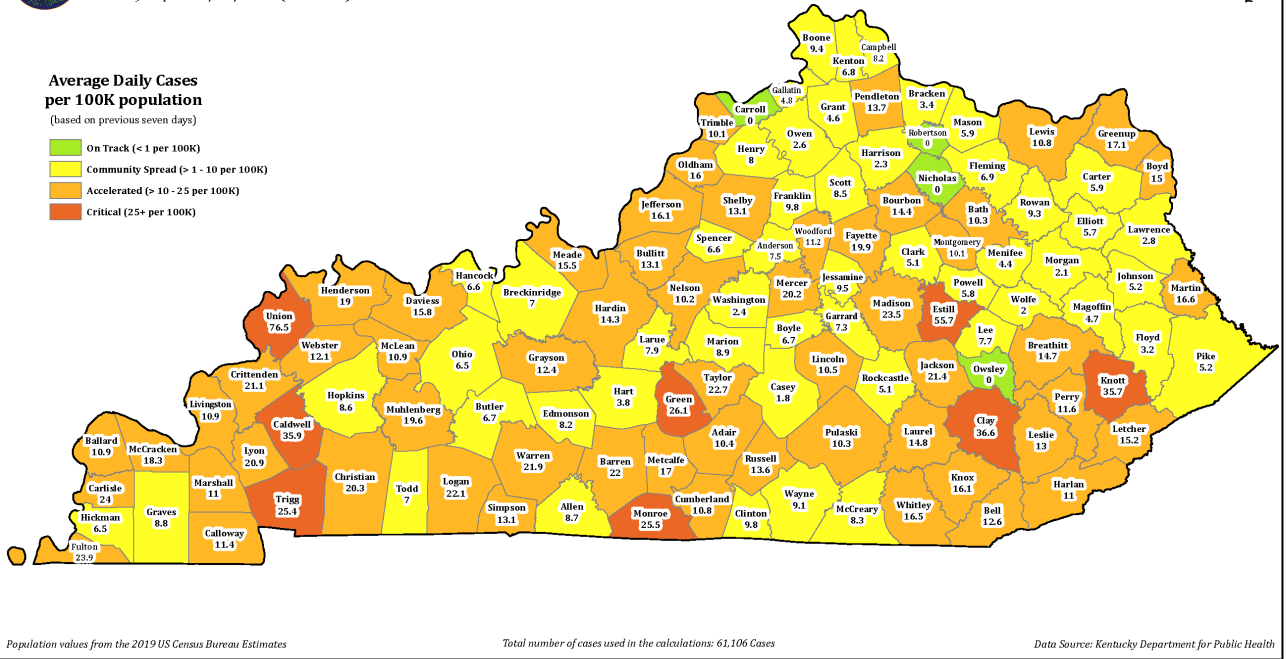 Average Daily Cases
per 100K population
(based on previous seven days)
On Track (< 1 per 100K)
Community Spread (> 1 - 10 per 100K)
Accelerated (> 10 - 25 per 100K)
Critical (25+ per 100K)
Boone
9.4
Kenton
6.8
Campbell
8.2
Gallatin
4.8
Carroll
0
Trimble
10.1
Grant
4.6
Pendleton
13.7
Bracken
3.4
Mason
5.9
Robertson
0
Lewis
10.8
Greenup
17.1
Boyd
15
Oldham
16
Henry
8
Owen
2.6
Harrison
2.3
Nicholas
0
Fleming
6.9
Carter
5.9
Jefferson
16.1
Shelby
13.1
Franklin
9.8
Scott
8.5
Bourbon
14.4
Bath
10.3
Rowan
9.3
Elliott
5.7
Lawrence
2.8
Spencer
6.6
Anderson
7.5
Woodford
11.2
Fayette
19.9
Clark
5.1
Montgomery
10.1
Menifee
4.4
Morgan
2.1
Johnson
5.2
Martin
16.6
Meade
15.5
Bullitt
13.1
Hancock
6.6
Breckinridge
7
Henderson
19
Daviess
15.8
Union
76.5
Webster
12.1
McLean
10.9
Ohio
6.5
Grayson
12.4
Hardin
14.3
Nelson
10.2
Washington
2.4
Mercer
20.2
Jessamine
9.5
Garrard
7.3
Madison
23.5
Estill
55.7
Powell
5.8
Wolfe
2
Magoffin
4.7
Floyd
3.2
Pike
5.2
Larue
7.9
Marion
8.9
Boyle
6.7
Lincoln
10.5
Rockcastle
5.1
Jackson
21.4
Lee
7.7
Owsley
0
Breathitt
14.7
Knott
35.7
Perry
11.6
Letcher
15.2
Crittenden
21.1
Livingston
10.9
Hopkins
8.6
Caldwell
35.9
Muhlenberg
19.6
Butler
6.7
Edmonson
8.2
Hart
3.8
Green
26.1
Taylor
22.7
Casey
1.8
Adair
10.4
Pulaski
10.3
Laurel
14.8
Clay
36.6
Leslie
13
Harlan
11
Ballard
10.9
McCracken
18.3
Lyon
20.9
Carlisle
24
Marshall
11
Trigg
25.4
Christian
20.3
Todd
7
Logan
22.1
Warren
21.9
Simpson
13.1
Allen
8.7
Barren
22
Metcalfe
17
Monroe
25.5
Cumberland
10.8
Russell
13.6
Clinton
9.8
Wayne
9.1
McCreary
8.3
Whitley
16.5
Knox
16.1
Bell
12.6
Hickman
6.5
Graves
8.8
Calloway
11.4
Fulton
23.9
Population values from the 2019 US Census Bureau Estimates
Total number of cases used in the calculations: 61,106 Cases
Data Source: Kentucky Department for Public Health